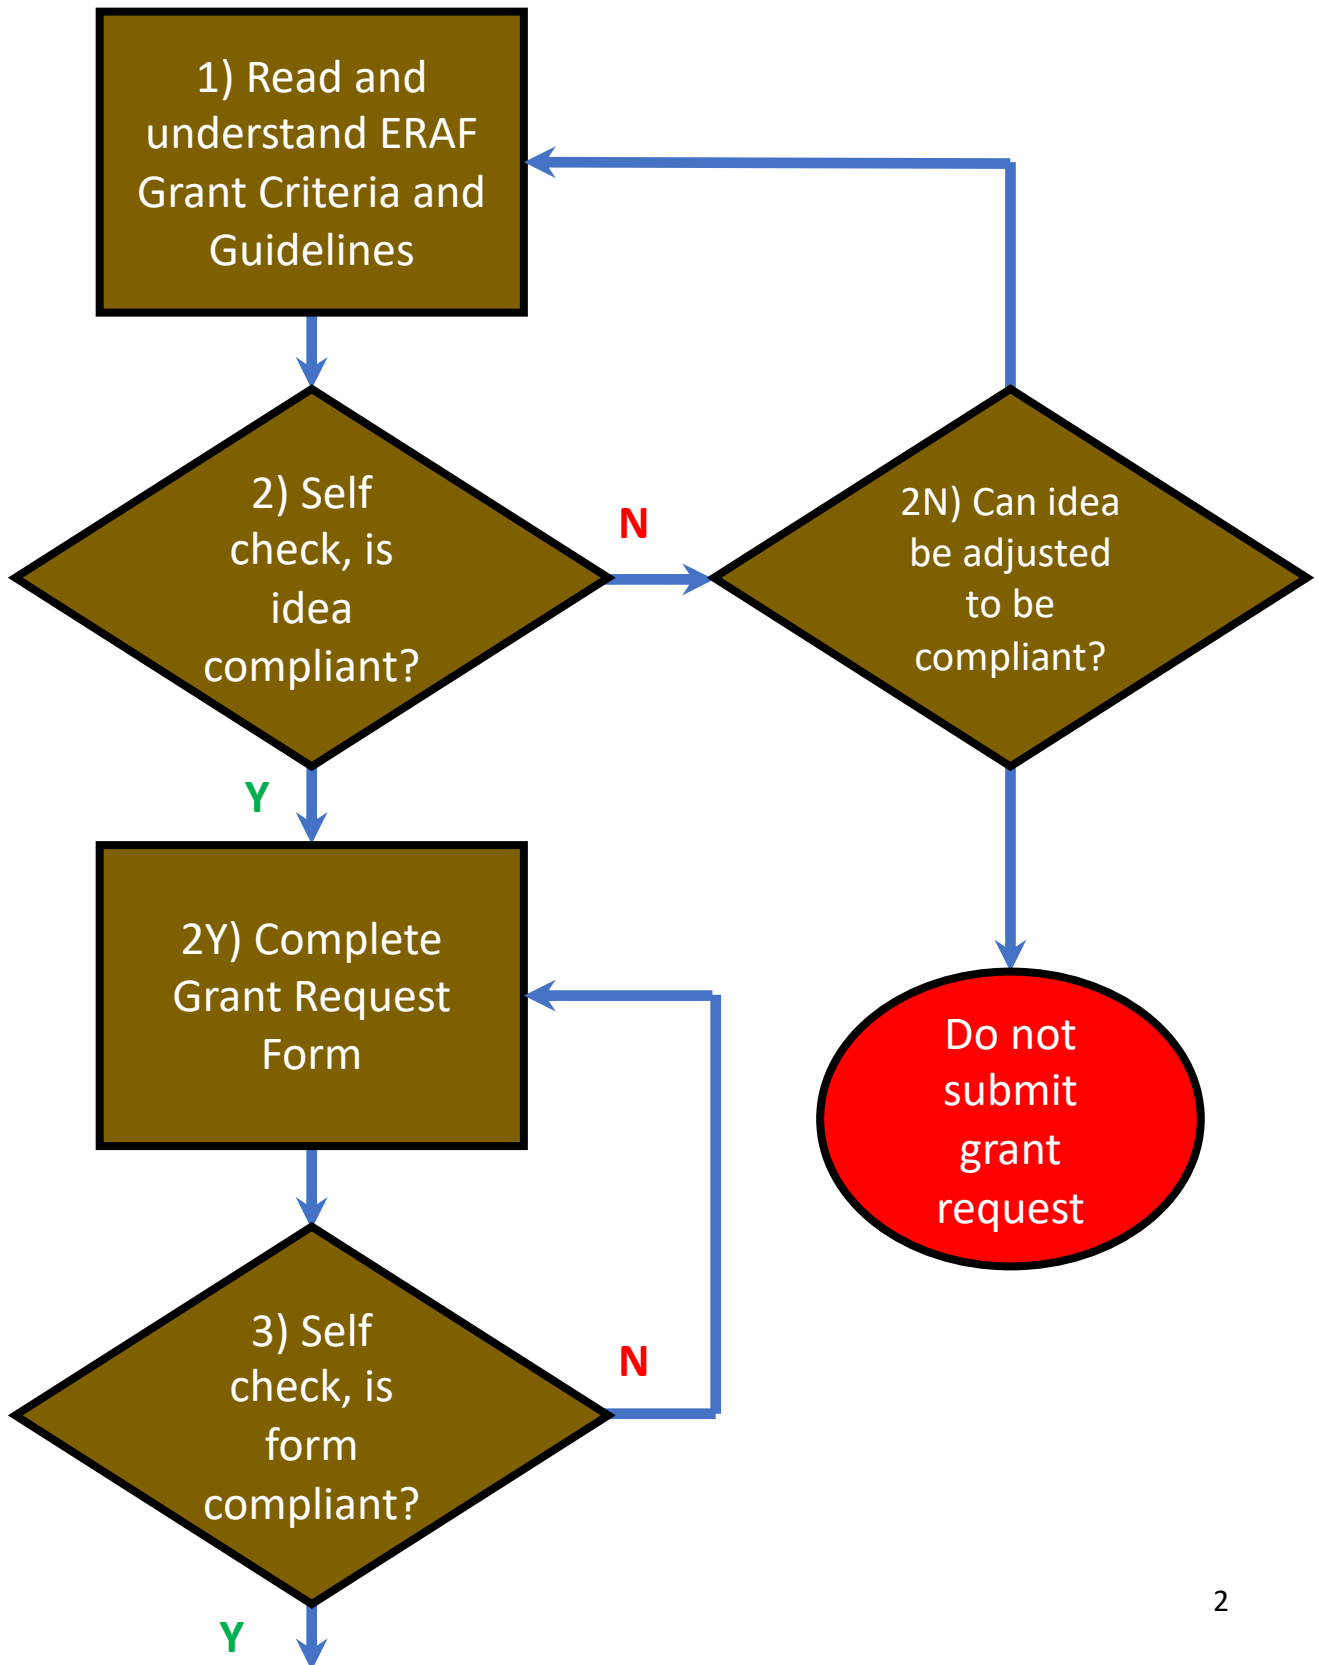 1) Read and
understand ERAF
Grant Criteria and
Guidelines
2) Self
check, is
idea
compliant?
N
2N) Can idea
be adjusted
to be
compliant?
Y
2Y) Complete
Grant Request
Form
Do not
submit
grant
request
3) Self
check, is
form
compliant?
N
Y
2